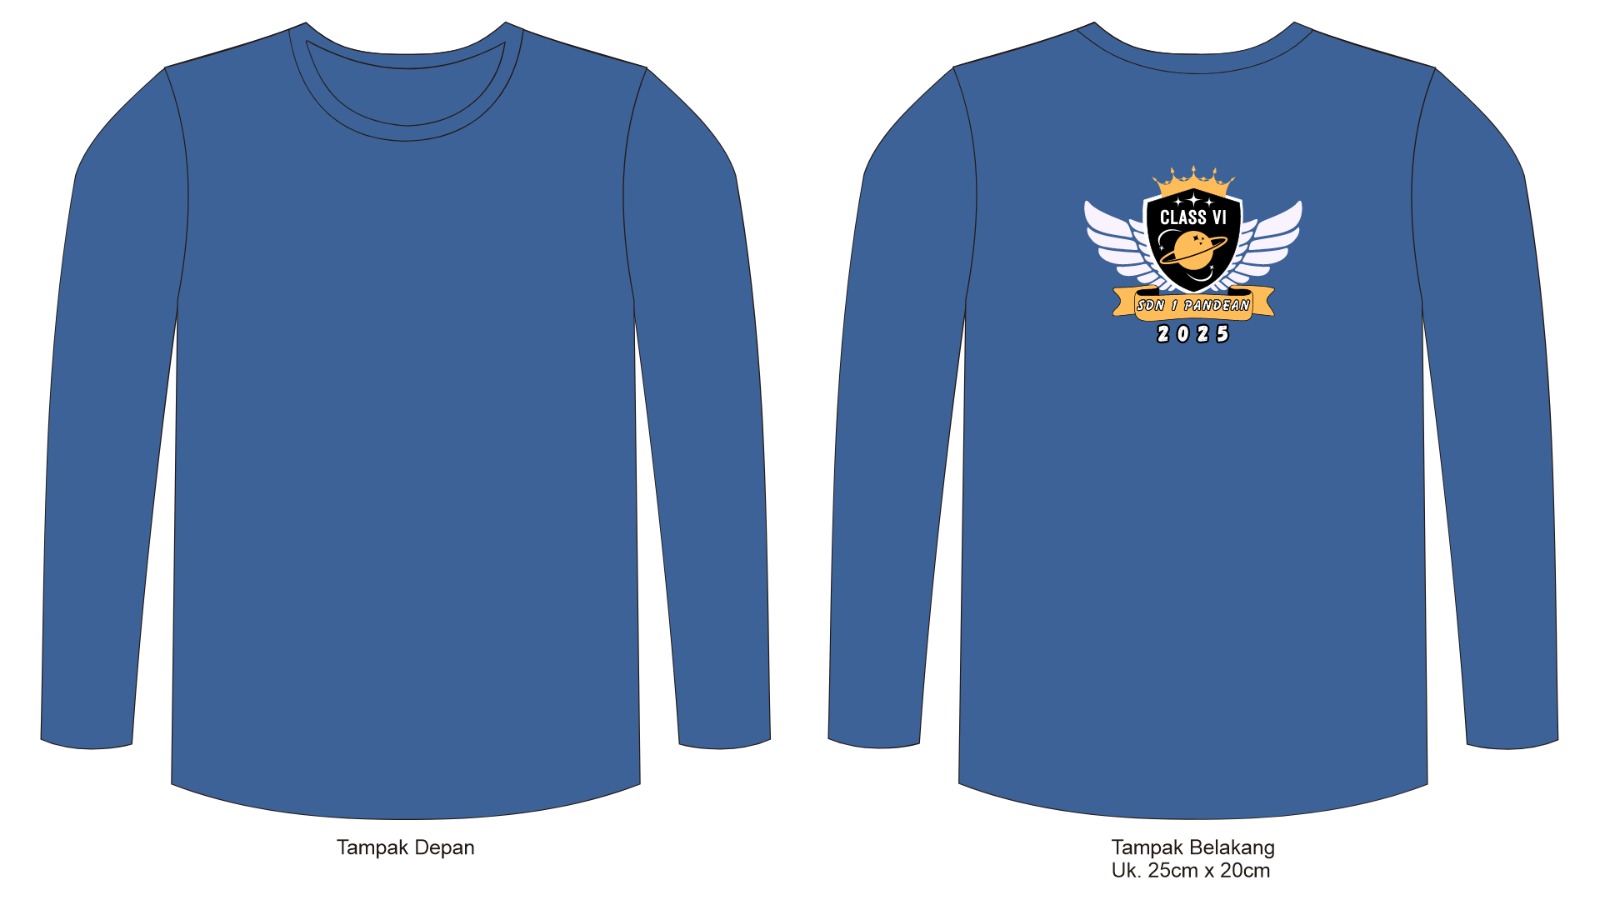 CLASS VI
SDN 1 PANDEAN
2025
Tampak Depan
Tampak Belakang
Uk. 25cm x 20cm